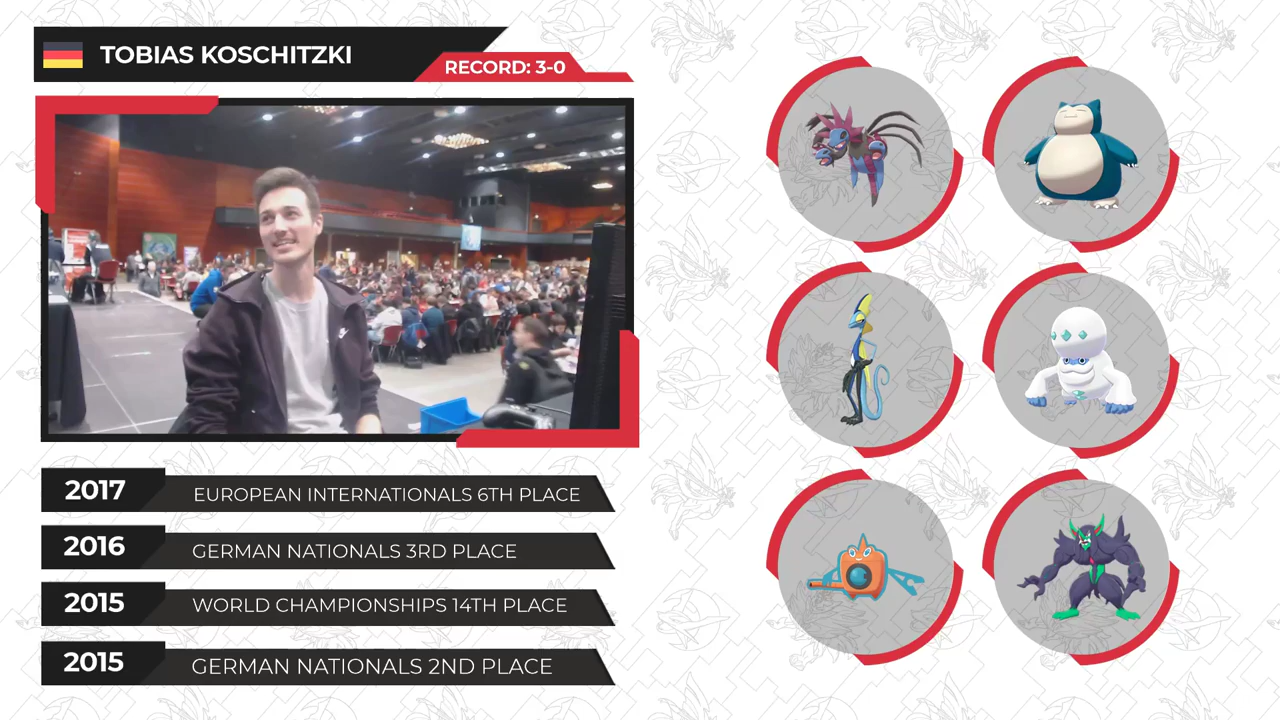 TOBIAS KOSCHITZKI
RECORD: 3-0
2017
EUROPEAN INTERNATIONALS 6TH PLACE
2016
GERMAN NATIONALS 3RD PLACE
2015
WORLD CHAMPIONSHIPS 14TH PLACE
2015
GERMAN NATIONALS 2ND PLACE